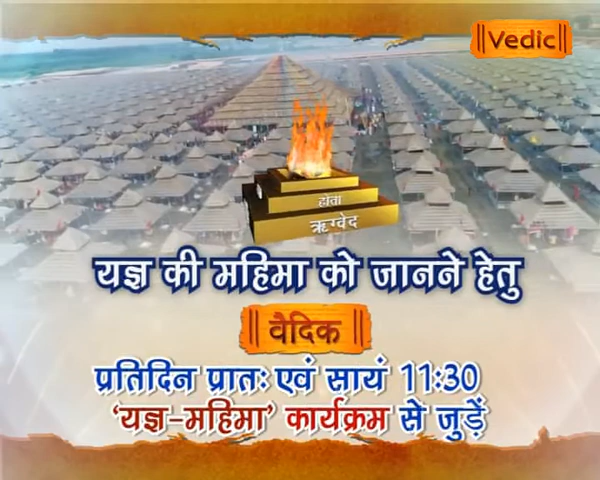 ||Vedic||
होता
ऋग्वेद
यज्ञ की महिमा को जानने हेतु
|| वैदिक ||
प्रतिदिन प्रातः एवं सायं 11:30
‘यज्ञ-महिमा’ कार्यक्रम से जुड़ें